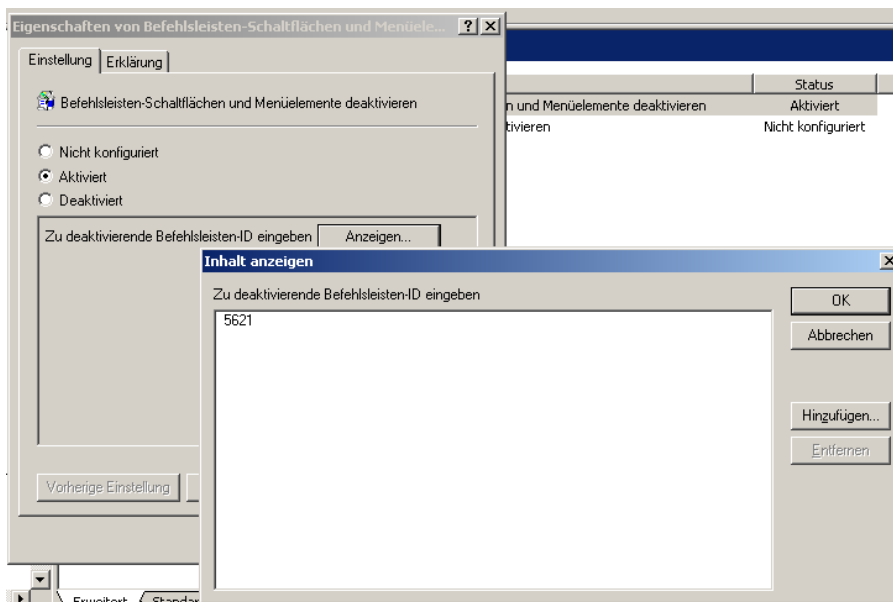 Eigenschaften von Befehlsleisten-Schaltflächen und Menüele...
Einstellung
Erklärung
Befehlsleisten-Schaltflächen und Menüelemente deaktivieren
Nicht konfiguriert
Aktiviert
Deaktiviert
Zu deaktivierende Befehlsleisten-ID eingeben
Anzeigen...
Vorherige Einstellung
Status
n und Menüelemente deaktivieren
Aktiviert
tivieren
Nicht konfiguriert
Inhalt anzeigen
Zu deaktivierende Befehlsleisten-ID eingeben
5621
OK
Abbrechen
Hinzufügen...
Entfernen
Erweitert
Standar